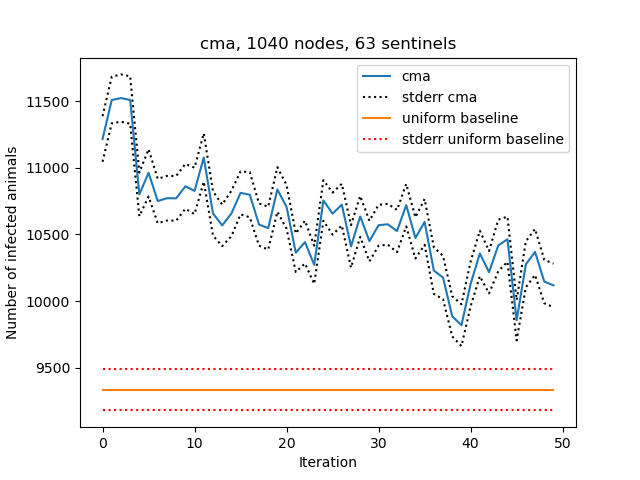 cma, 1040 nodes, 63 sentinels
cma
stderr cma
uniform baseline
stderr uniform baseline
Number of infected animals
11500
11000
10500
10000
9500
0 10 20 30 40 50
Iteration